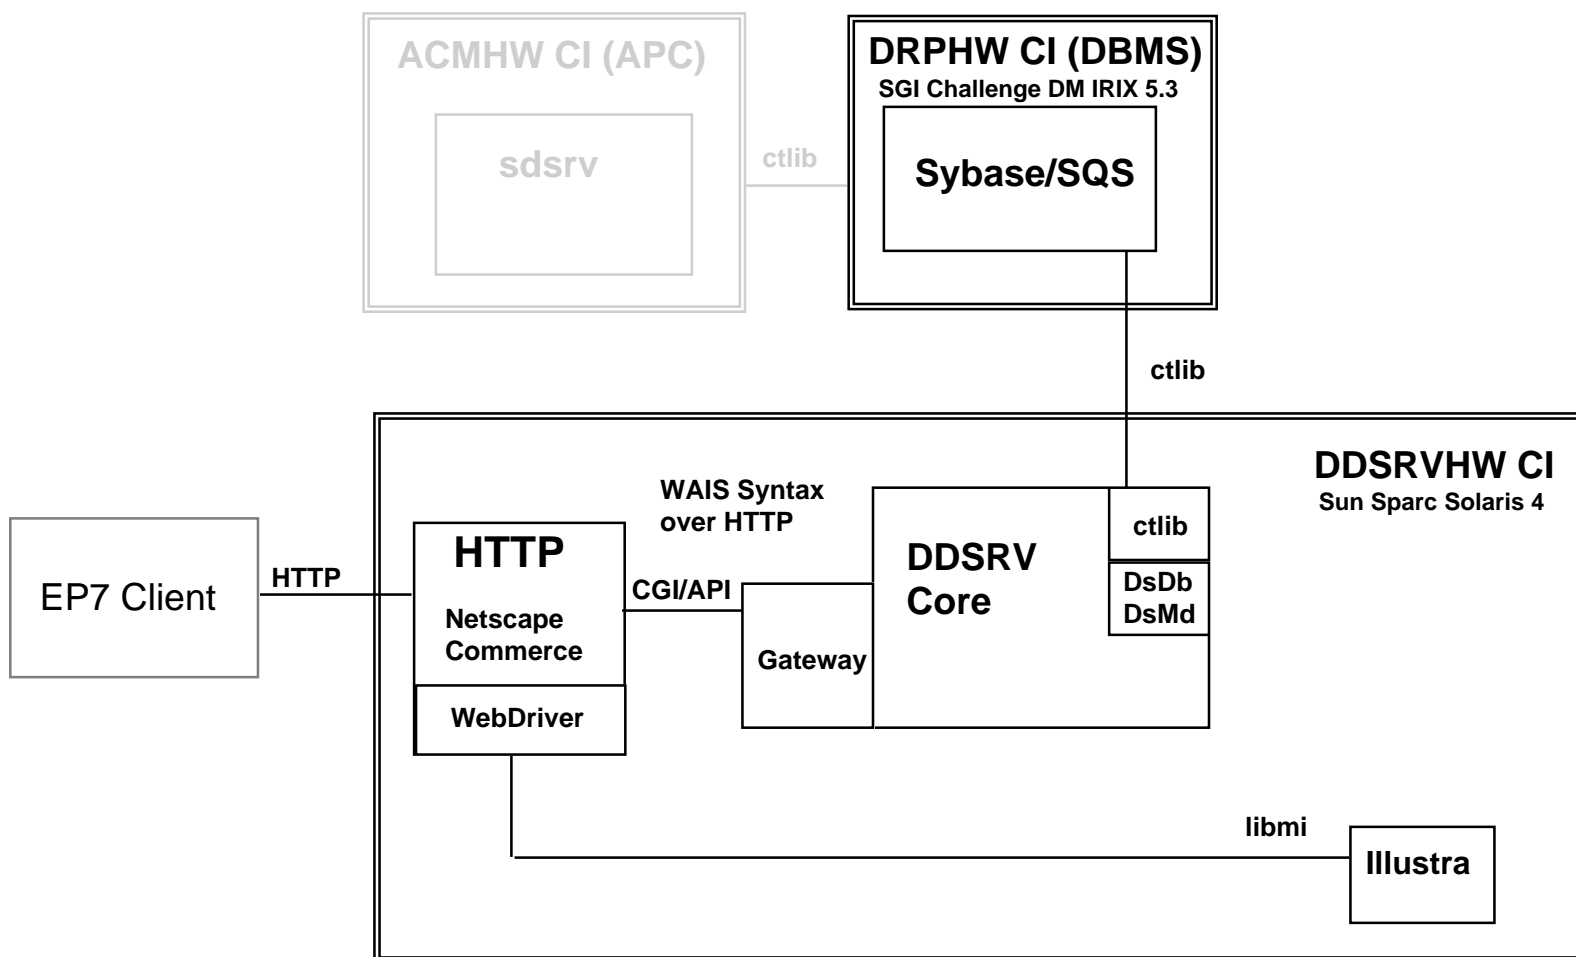 ACMHW CI (APC)
sdsrv
ctlib
DRPHW CI (DBMS)
SGI Challenge DM IRIX 5.3
Sybase/SQS
ctlib
DDSRVHW CI
Sun Sparc Solaris 4
EP7 Client
HTTP
HTTP
Netscape
Commerce
WebDriver
WAIS Syntax
over HTTP
CGI/API
Gateway
DDSRV
Core
ctlib
DsDb
DsMd
libmi
Illustra